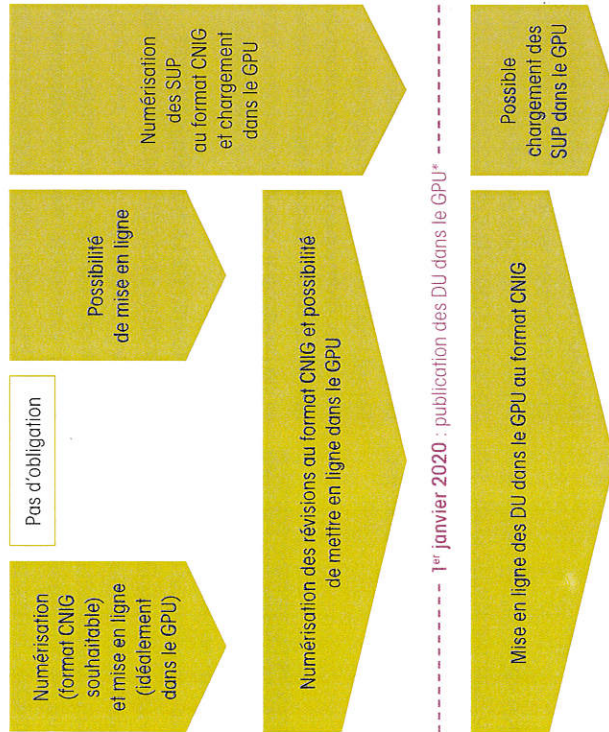 Numérisation
(format CNIG
souhaitable)
et mise en ligne
(idéalement
dans le GPU)
Pas d'obligation
Possibilité
de mise en ligne
Numérisation
des SUP
au format CNIG
et chargement
dans le GPU
Numérisation des révisions au format CNIG et possibilité
de mettre en ligne dans le GPU
1er janvier 2020 : publication des DU dans le GPU*
Mise en ligne des DU dans le GPU au format CNIG
Possible
chargement des
SUP dans le GPU